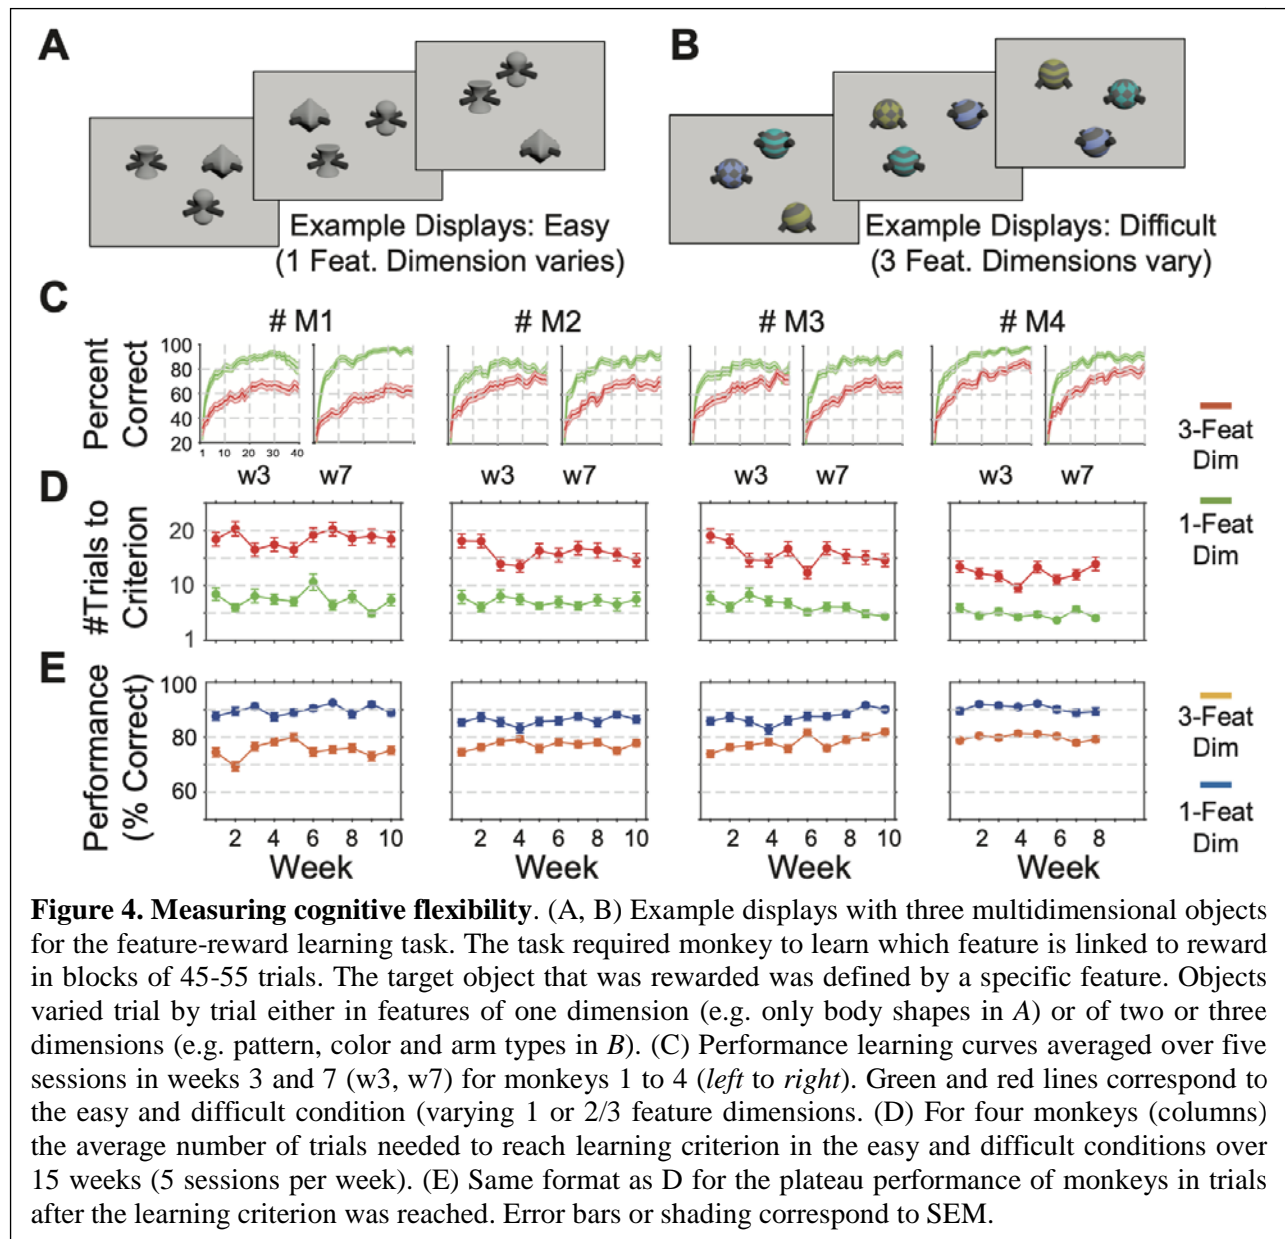 A
B
Example Displays: Easy
(1 Feat. Dimension varies)
Example Displays: Difficult
(3 Feat. Dimensions vary)
C
# M1
# M2
# M3
# M4
Percent
Correct
100
80
60
40
20
1 10 20 30 40
w3 w7
w3 w7
w3 w7
w3 w7
3-Feat
Dim
1-Feat
Dim
D
#Trials to
Criterion
20
10
1
E
Performance
(% Correct)
100
80
60
2 4 6 8 10
2 4 6 8 10
2 4 6 8 10
2 4 6 8
Week
Week
Week
Week
3-Feat
Dim
1-Feat
Dim
Figure 4. Measuring cognitive flexibility. (A, B) Example displays with three multidimensional objects
for the feature-reward learning task. The task required monkey to learn which feature is linked to reward
in blocks of 45-55 trials. The target object that was rewarded was defined by a specific feature. Objects
varied trial by trial either in features of one dimension (e.g. only body shapes in A) or of two or three
dimensions (e.g. pattern, color and arm types in B). (C) Performance learning curves averaged over five
sessions in weeks 3 and 7 (w3, w7) for monkeys 1 to 4 (left to right). Green and red lines correspond to
the easy and difficult condition (varying 1 or 2/3 feature dimensions. (D) For four monkeys (columns)
the average number of trials needed to reach learning criterion in the easy and difficult conditions over
15 weeks (5 sessions per week). (E) Same format as D for the plateau performance of monkeys in trials
after the learning criterion was reached. Error bars or shading correspond to SEM.